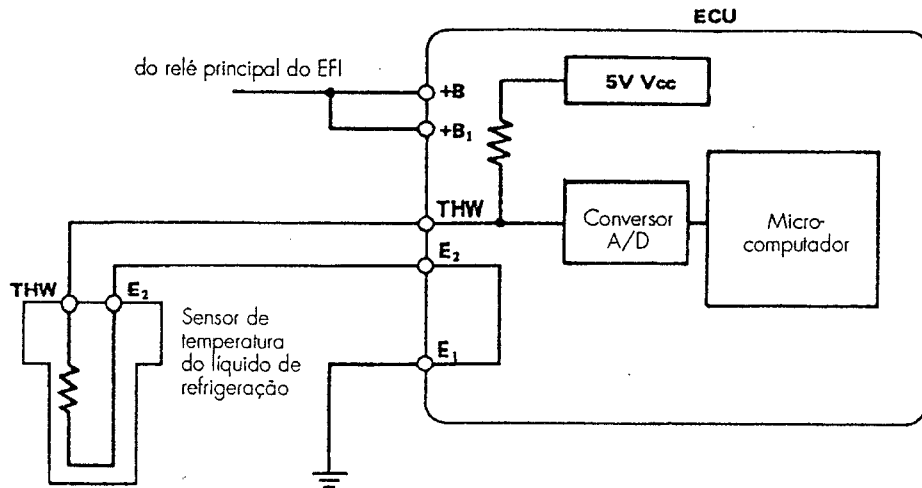 ECU
do relé principal do EFI
+B
5V Vcc
+B₁
THW
Conversor
A/D
Micro-
computador
E₂
THW
E₂
Sensor de
temperatura
do líquido de
refrigeração
E₁